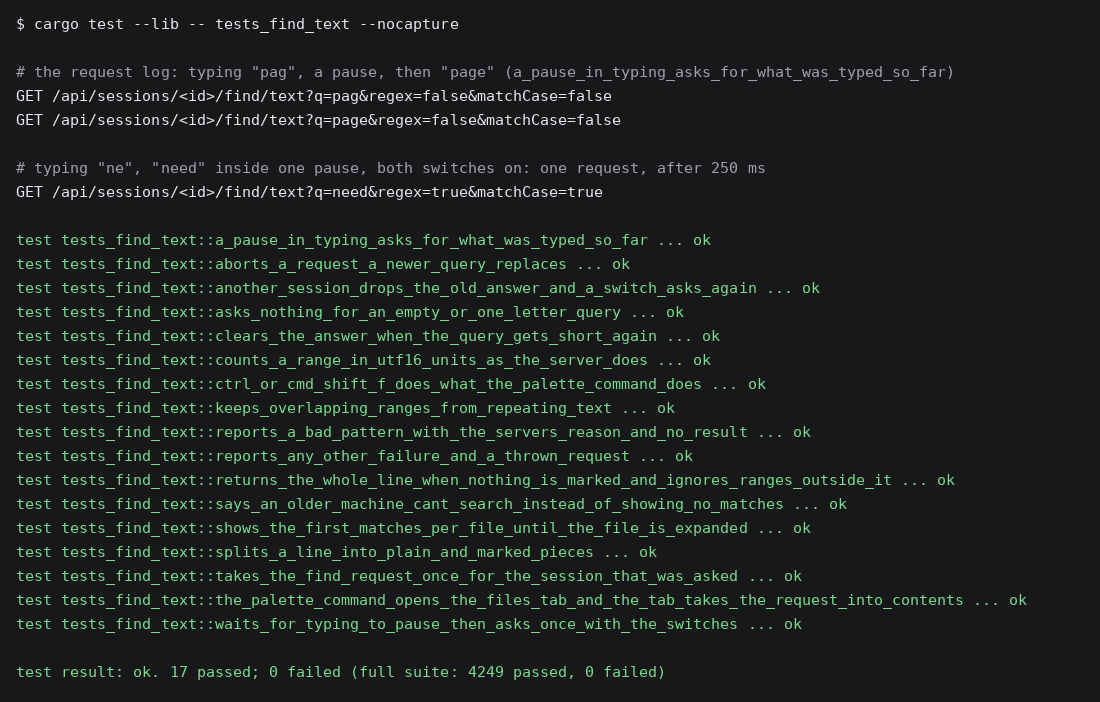 $ cargo test --lib -- tests_find_text --nocapture
# the request log: typing "pag", a pause, then "page" (a_pause_in_typing_asks_for_what_was_typed_so_far)
GET /api/sessions/<id>/find/text?q=pag&regex=false&matchCase=false
GET /api/sessions/<id>/find/text?q=page&regex=false&matchCase=false
# typing "ne", "need" inside one pause, both switches on: one request, after 250 ms
GET /api/sessions/<id>/find/text?q=need&regex=true&matchCase=true
test tests_find_text::a_pause_in_typing_asks_for_what_was_typed_so_far ... ok
test tests_find_text::aborts_a_request_a_newer_query_replaces ... ok
test tests_find_text::another_session_drops_the_old_answer_and_a_switch_asks_again ... ok
test tests_find_text::asks_nothing_for_an_empty_or_one_letter_query ... ok
test tests_find_text::clears_the_answer_when_the_query_gets_short_again ... ok
test tests_find_text::counts_a_range_in_utf16_units_as_the_server_does ... ok
test tests_find_text::ctrl_or_cmd_shift_f_does_what_the_palette_command_does ... ok
test tests_find_text::keeps_overlapping_ranges_from_repeating_text ... ok
test tests_find_text::reports_a_bad_pattern_with_the_servers_reason_and_no_result ... ok
test tests_find_text::reports_any_other_failure_and_a_thrown_request ... ok
test tests_find_text::returns_the_whole_line_when_nothing_is_marked_and_ignores_ranges_outside_it ... ok
test tests_find_text::says_an_older_machine_cant_search_instead_of_showing_no_matches ... ok
test tests_find_text::shows_the_first_matches_per_file_until_the_file_is_expanded ... ok
test tests_find_text::splits_a_line_into_plain_and_marked_pieces ... ok
test tests_find_text::takes_the_find_request_once_for_the_session_that_was_asked ... ok
test tests_find_text::the_palette_command_opens_the_files_tab_and_the_tab_takes_the_request_into_contents ... ok
test tests_find_text::waits_for_typing_to_pause_then_asks_once_with_the_switches ... ok
test result: ok. 17 passed; 0 failed (full suite: 4249 passed, 0 failed)